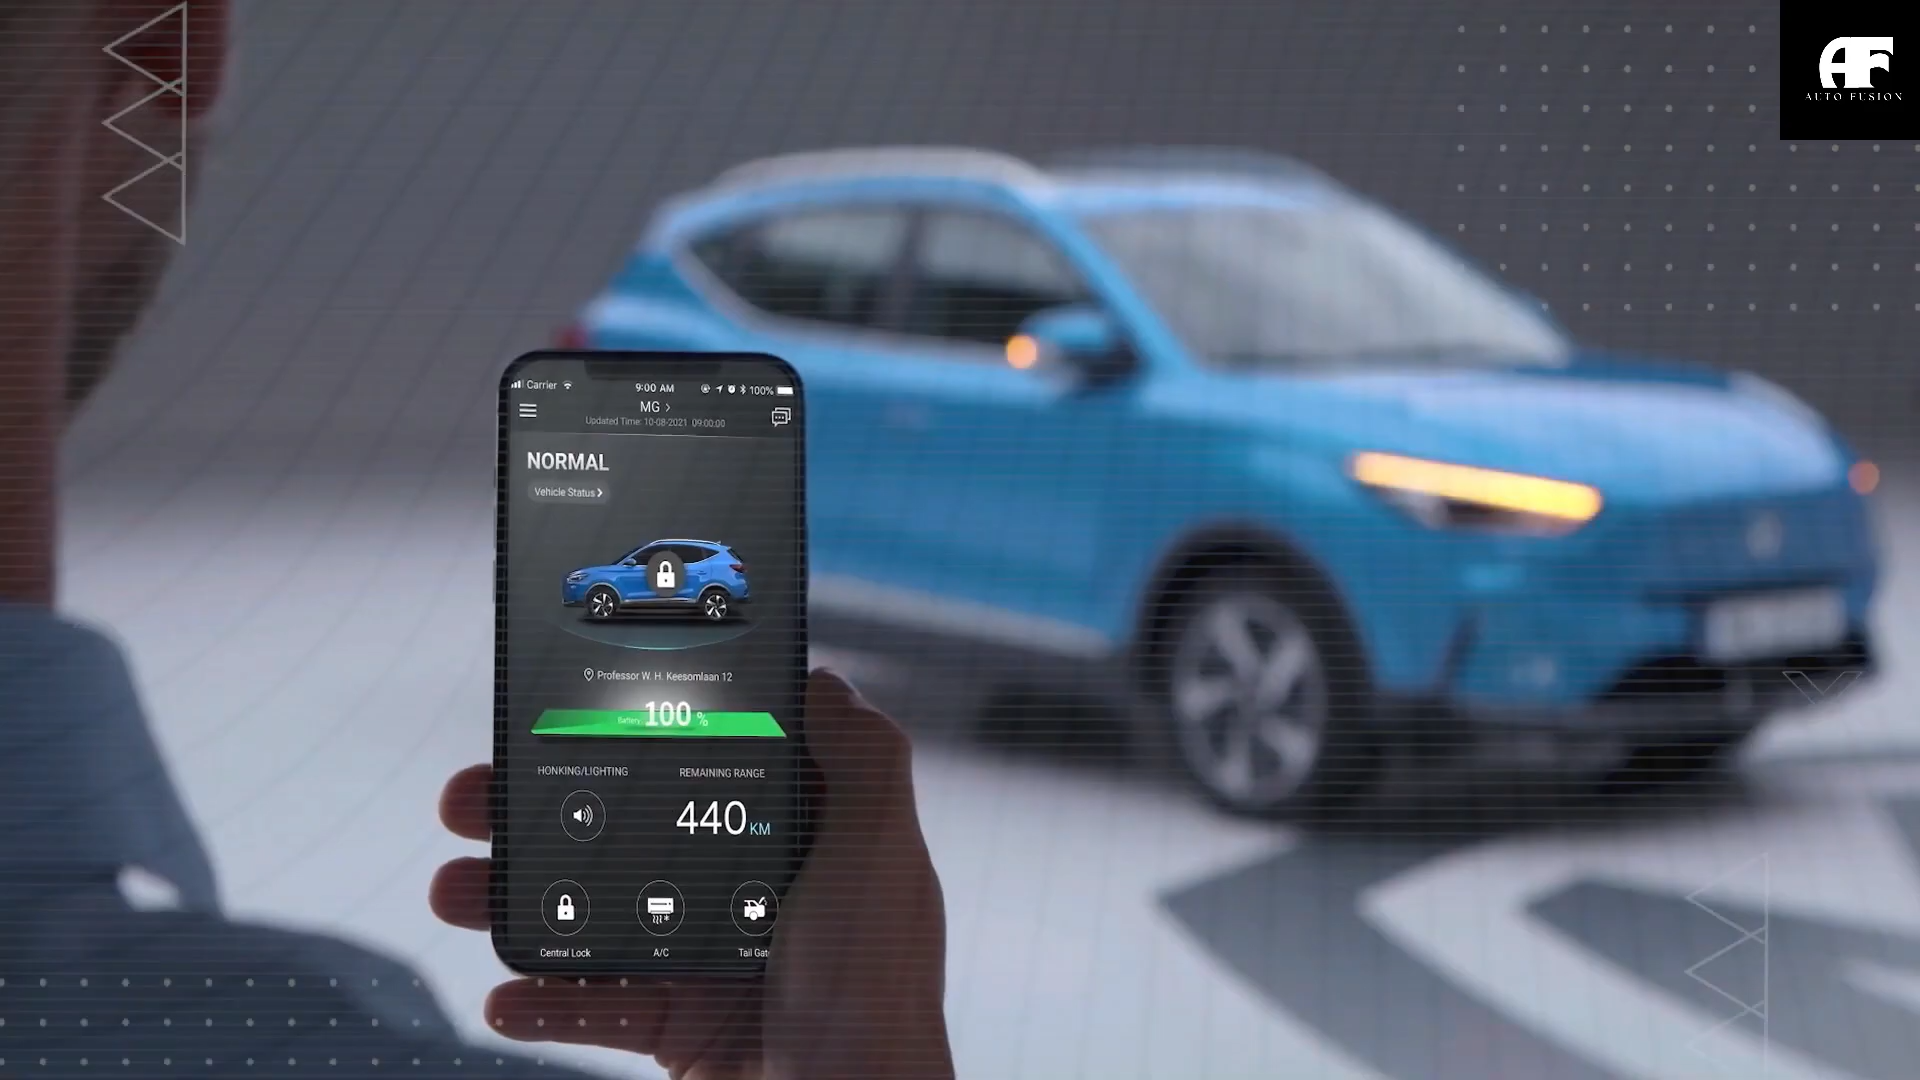 AF
AUTO FUSION
Carrier
9:00 AM
100%
MG >
Updated Time: 10-08-2021 09:00:00
NORMAL
Vehicle Status >
Professor W. H. Keesomlaan 12
Battery 100 %
HONKING/LIGHTING
REMAINING RANGE
440 KM
Central Lock
A/C
Tail Gat